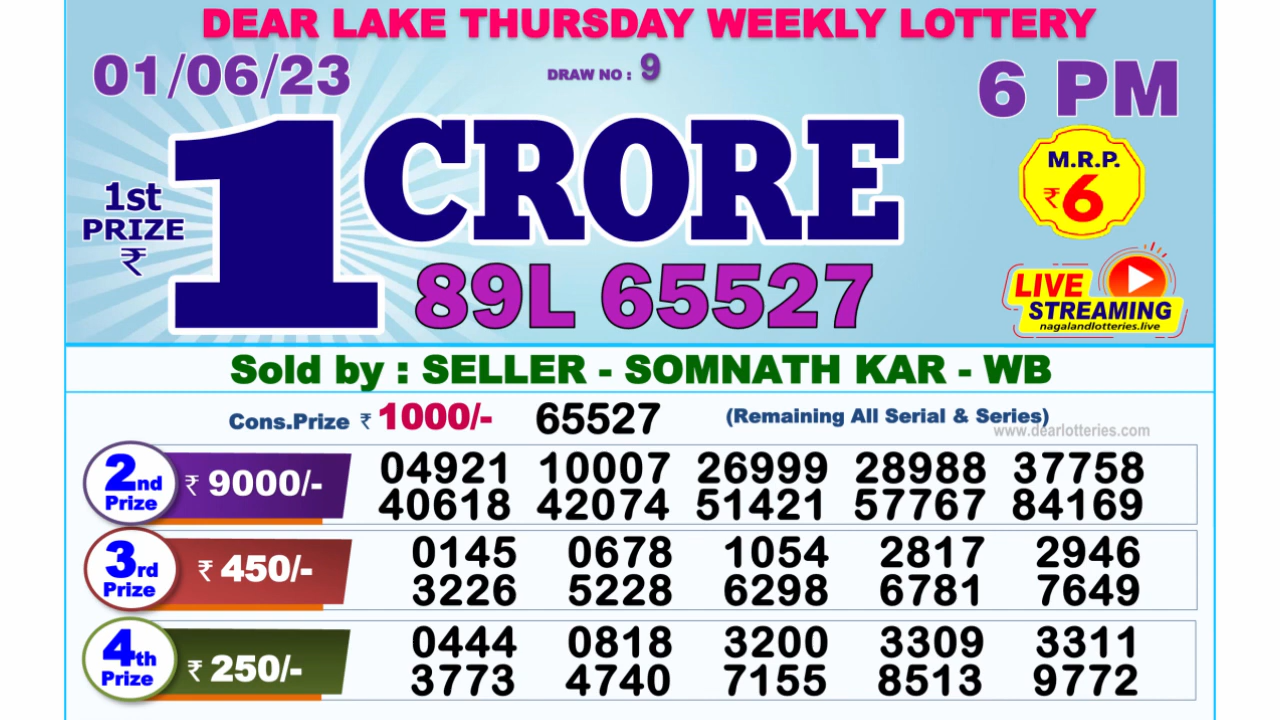 DEAR LAKE THURSDAY WEEKLY LOTTERY
01/06/23 DRAW NO : 9 6 PM
1st PRIZE ₹ 1 CRORE
M.R.P. ₹6
89L 65527
LIVE STREAMING
nagalandlotteries.live
Sold by : SELLER - SOMNATH KAR - WB
Cons.Prize ₹ 1000/- 65527 (Remaining All Serial & Series)
www.dearlotteries.com
2nd Prize ₹ 9000/-
04921 10007 26999 28988 37758
40618 42074 51421 57767 84169
3rd Prize ₹ 450/-
0145 0678 1054 2817 2946
3226 5228 6298 6781 7649
4th Prize ₹ 250/-
0444 0818 3200 3309 3311
3773 4740 7155 8513 9772